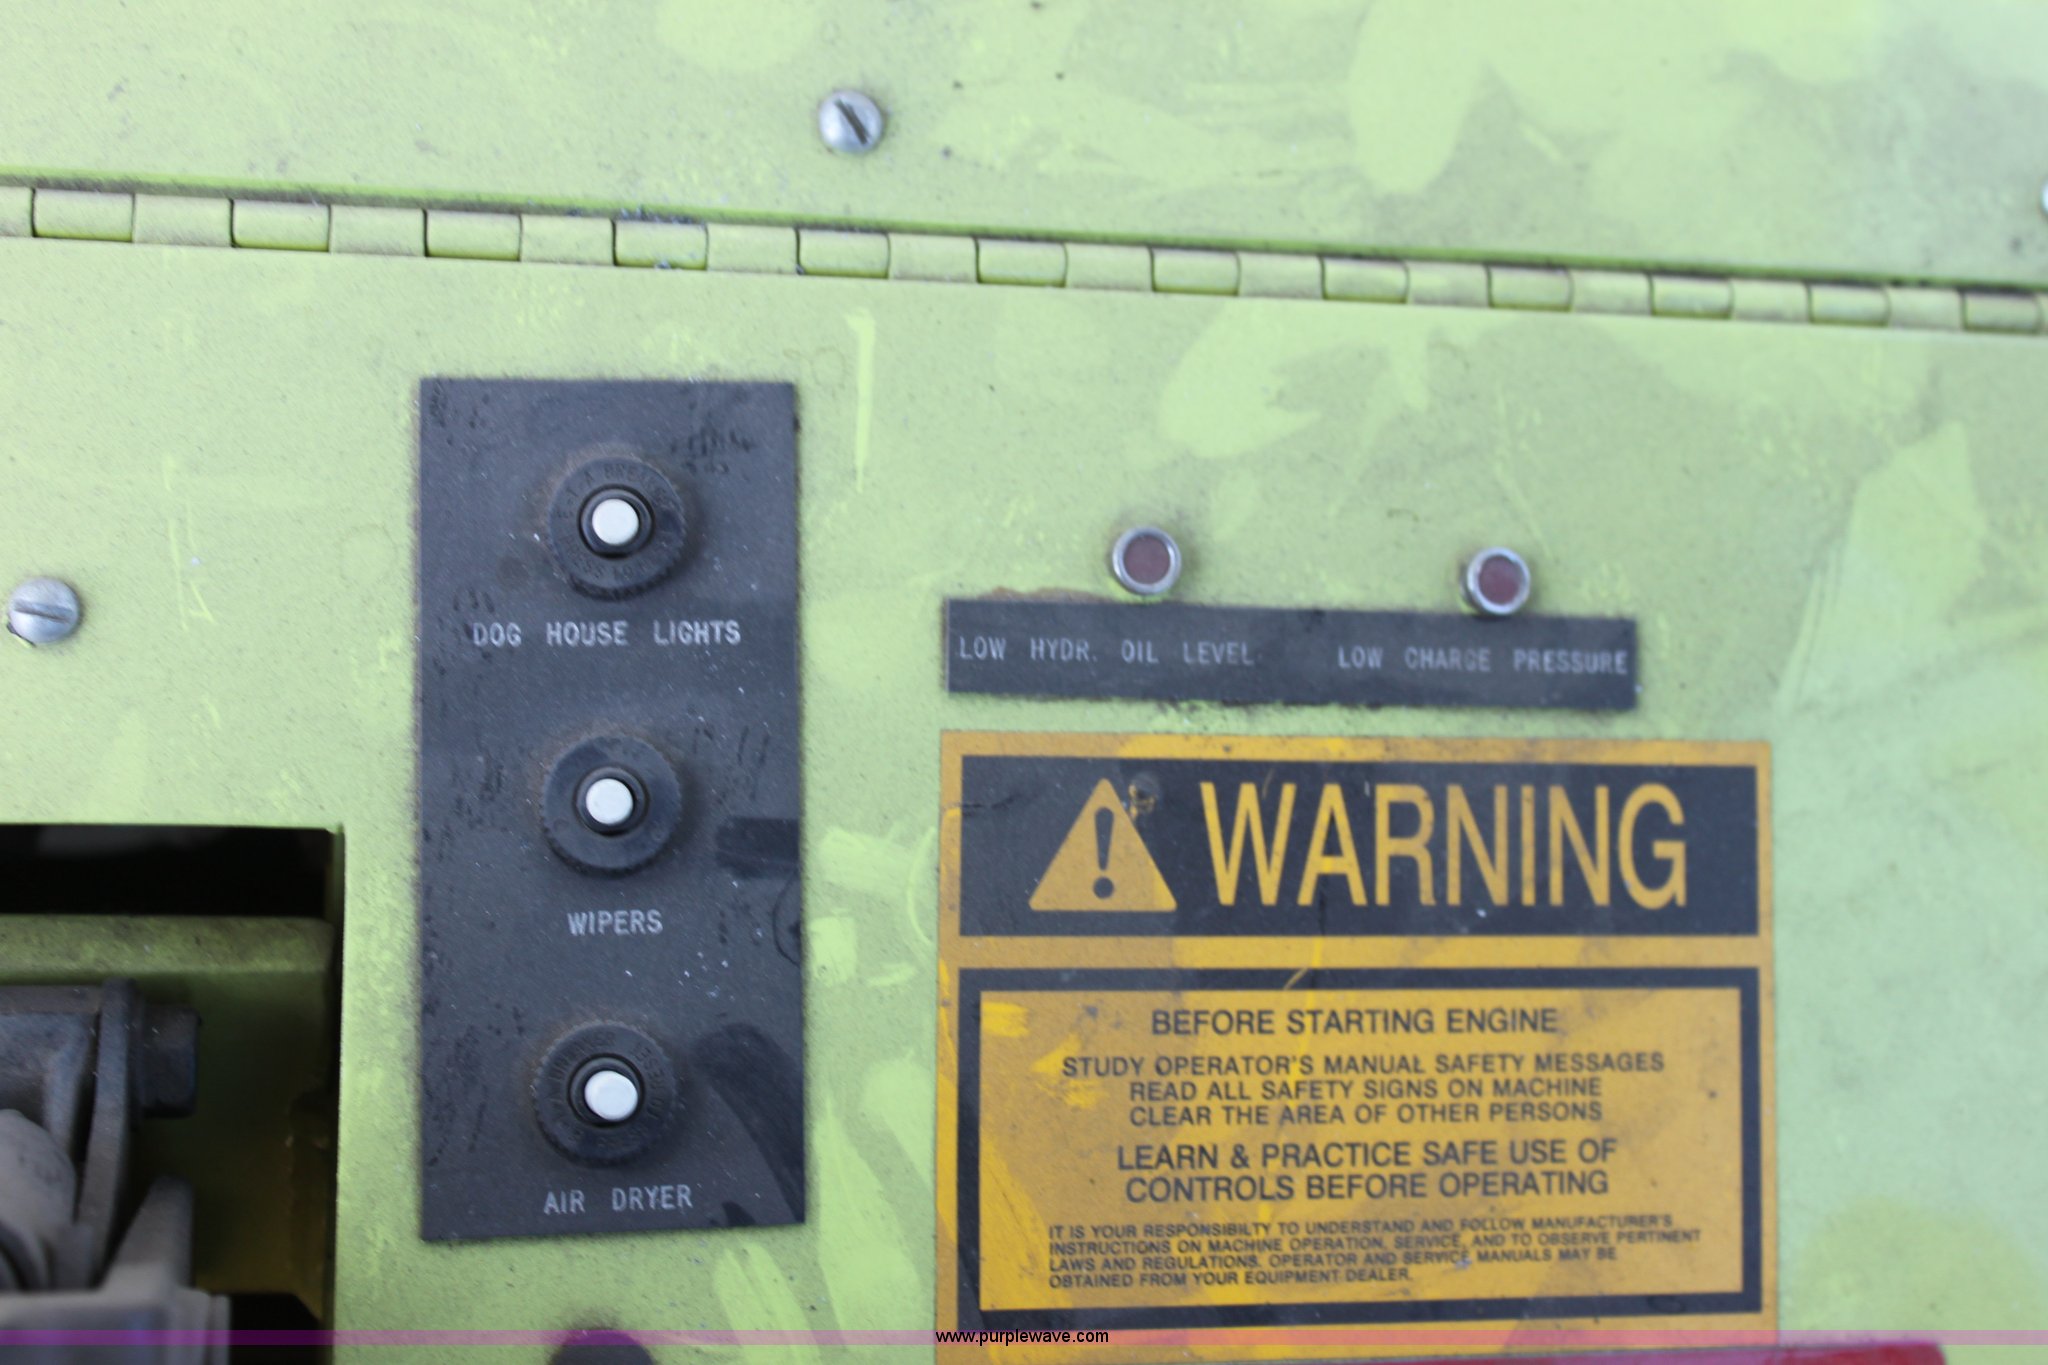 DOG HOUSE LIGHTS
WIPERS
AIR DRYER
LOW HYDR. OIL LEVEL
LOW CHARGE PRESSURE
WARNING
BEFORE STARTING ENGINE
STUDY OPERATOR'S MANUAL SAFETY MESSAGES
READ ALL SAFETY SIGNS ON MACHINE
CLEAR THE AREA OF OTHER PERSONS
LEARN & PRACTICE SAFE USE OF
CONTROLS BEFORE OPERATING
IT IS YOUR RESPONSIBILTY TO UNDERSTAND AND FOLLOW MANUFACTURER'S
INSTRUCTIONS ON MACHINE OPERATION, SERVICE, AND TO OBSERVE PERTINENT
LAWS AND REGULATIONS. OPERATOR AND SERVICE MANUALS MAY BE
OBTAINED FROM YOUR EQUIPMENT DEALER.
www.purplewave.com